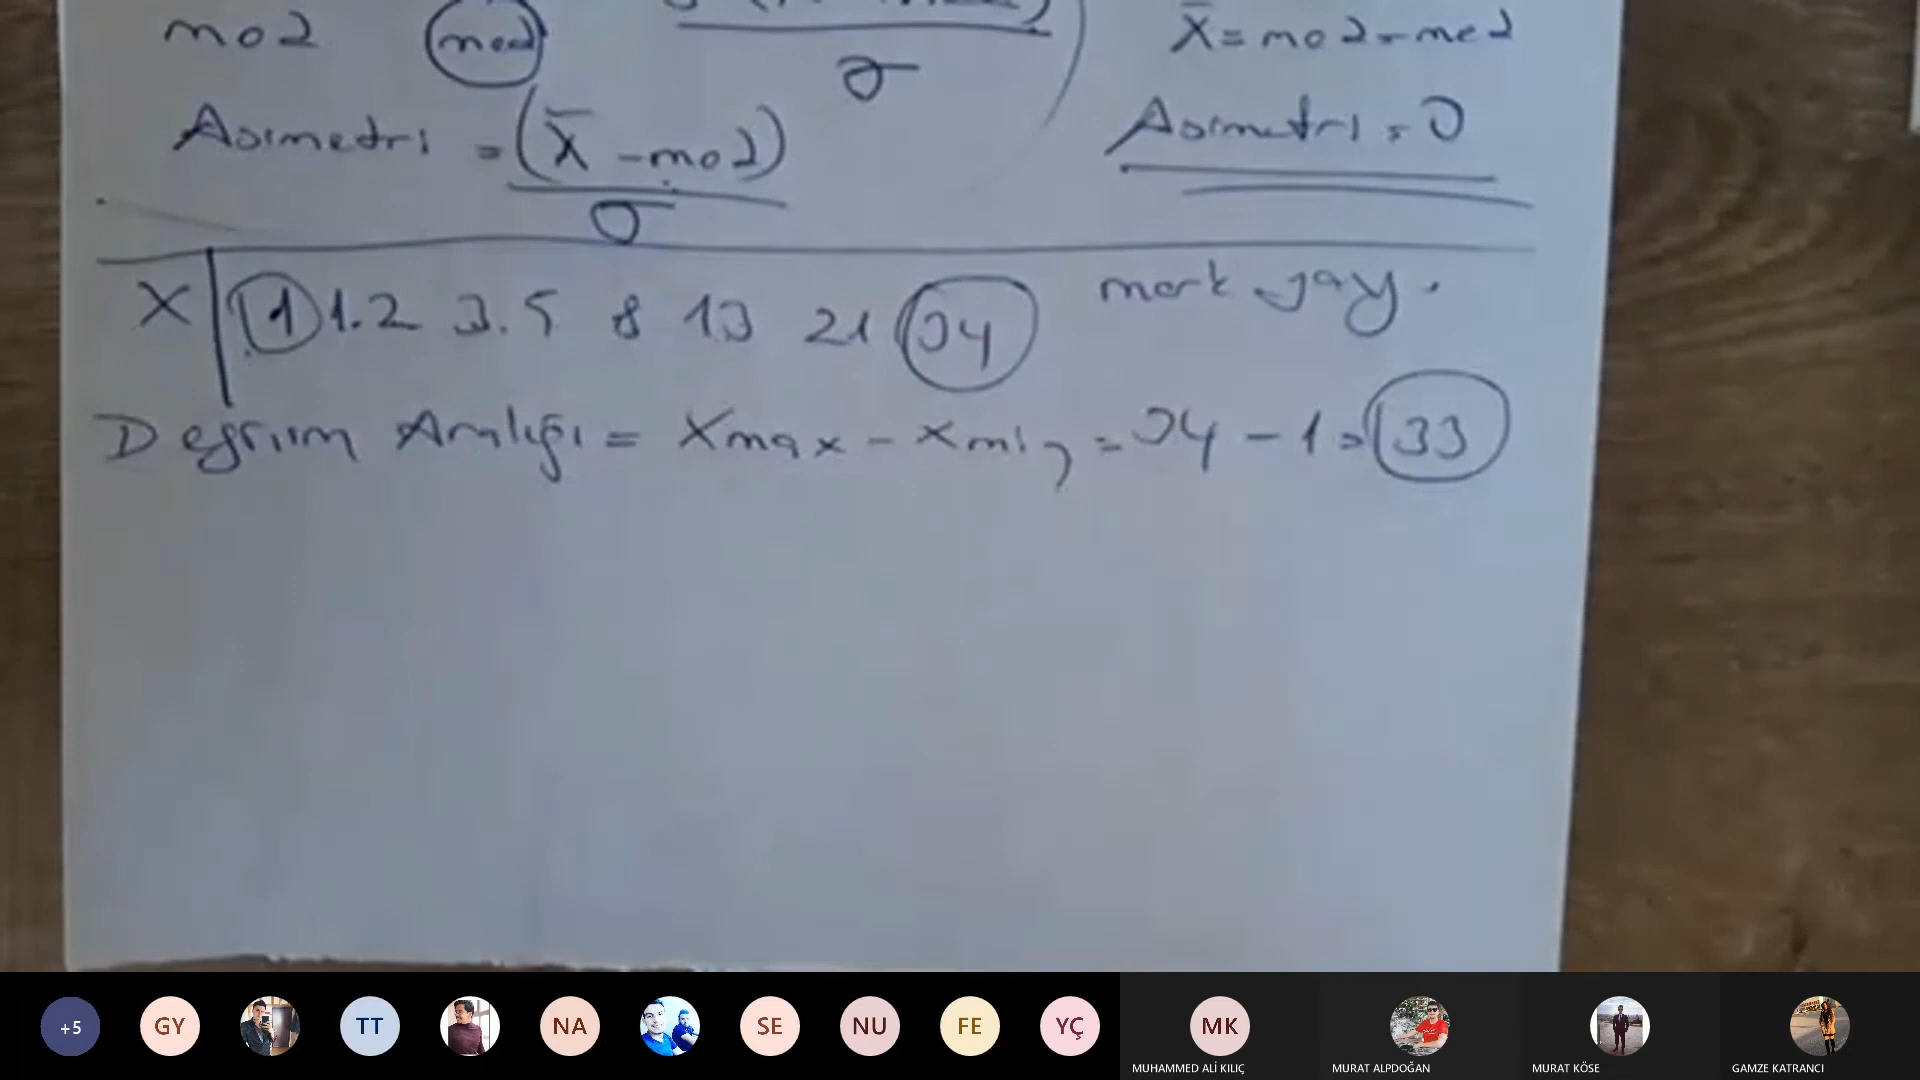 mod med σ x̄ = mod = med
Asimetri = (x̄ - mod) Asimetri = 0
σ
X | 1 1.2 3.5 8 13 21 34 merk yay.
Değişim Aralığı = Xmax - Xmin = 34 - 1 = 33
+5 GY TT NA SE NU FE YÇ MK
MUHAMMED ALİ KILIÇ MURAT ALPDOĞAN MURAT KÖSE GAMZE KATRANCI